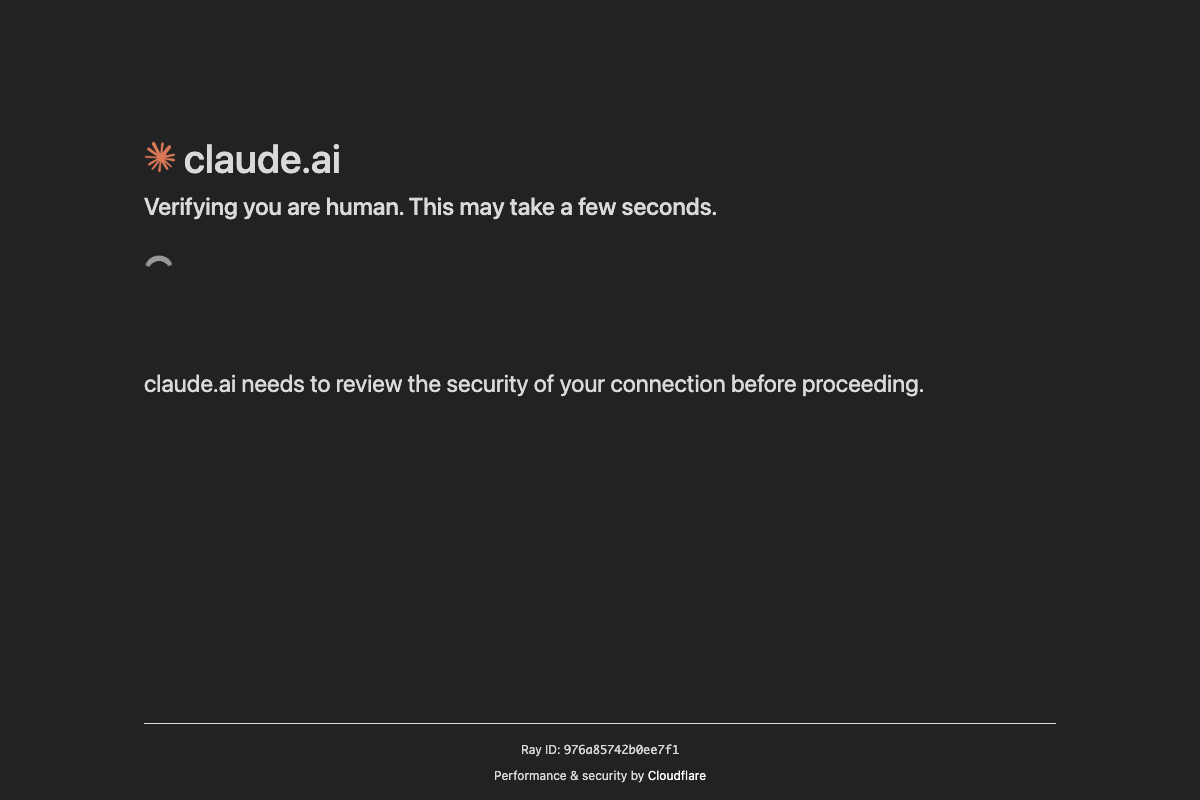 claude.ai
Verifying you are human. This may take a few seconds.
claude.ai needs to review the security of your connection before proceeding.
Ray ID: 976a85742b0ee7f1
Performance & security by Cloudflare